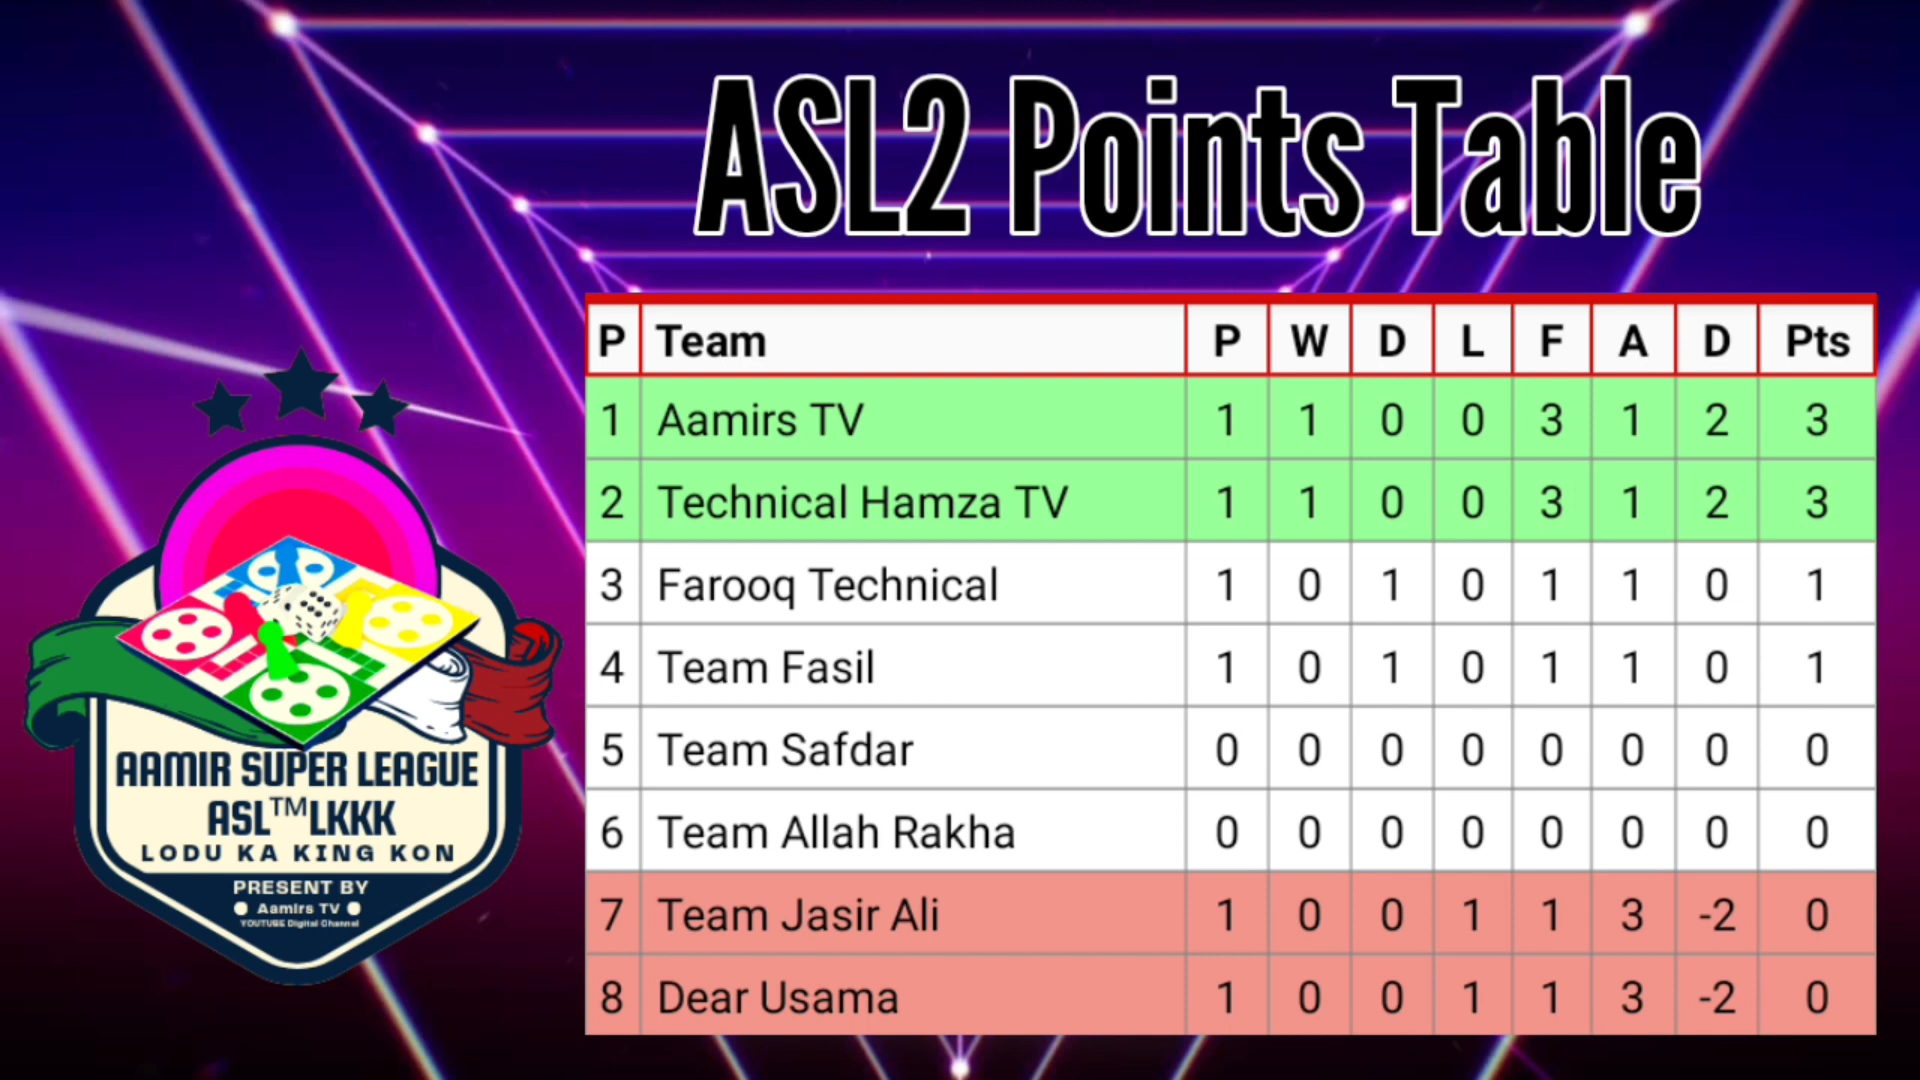 ASL2 Points Table
P Team P W D L F A D Pts
1 Aamirs TV 1 1 0 0 3 1 2 3
2 Technical Hamza TV 1 1 0 0 3 1 2 3
3 Farooq Technical 1 0 1 0 1 1 0 1
4 Team Fasil 1 0 1 0 1 1 0 1
5 Team Safdar 0 0 0 0 0 0 0 0
6 Team Allah Rakha 0 0 0 0 0 0 0 0
7 Team Jasir Ali 1 0 0 1 1 3 -2 0
8 Dear Usama 1 0 0 1 1 3 -2 0
AAMIR SUPER LEAGUE
ASL™LKKK
LODU KA KING KON
PRESENT BY
Aamirs TV
YOUTUBE Digital Channel